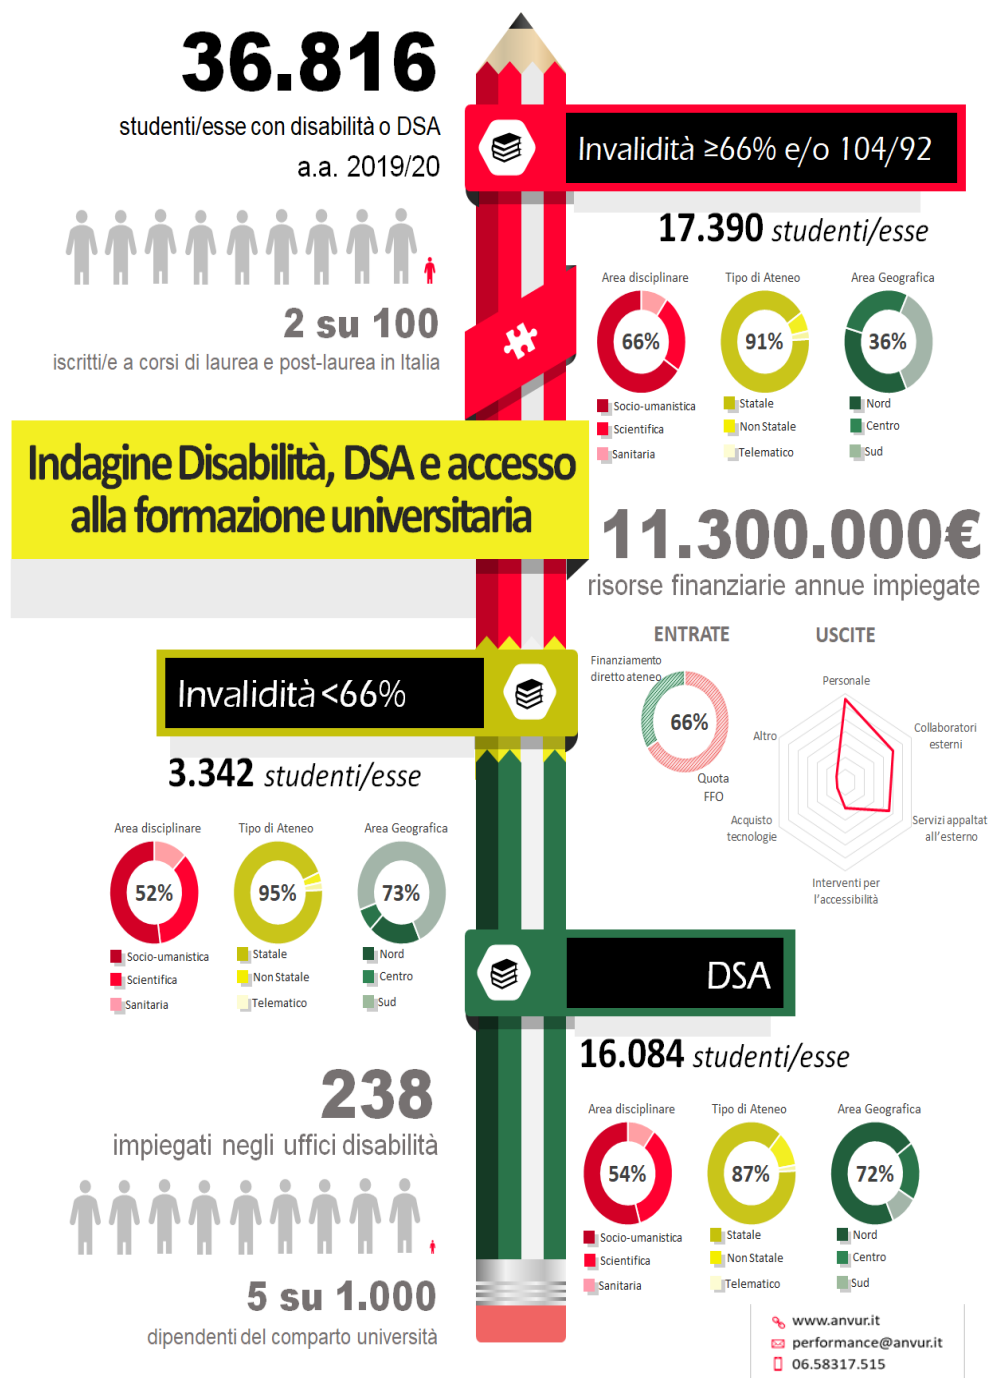 36.816
studenti/esse con disabilità o DSA
a.a. 2019/20
2 su 100
iscritti/e a corsi di laurea e post-laurea in Italia
Invalidità ≥66% e/o 104/92
17.390 studenti/esse
Area disciplinare
66%
Socio-umanistica
Scientifica
Sanitaria
Tipo di Ateneo
91%
Statale
Non Statale
Telematico
Area Geografica
36%
Nord
Centro
Sud
Indagine Disabilità, DSA e accesso
alla formazione universitaria
11.300.000€
risorse finanziarie annue impiegate
ENTRATE
Finanziamento
diretto ateneo
66%
Quota
FFO
USCITE
Personale
Collaboratori
esterni
Servizi appaltat
all'esterno
Interventi per
l'accessibilità
Acquisto
tecnologie
Altro
Invalidità <66%
3.342 studenti/esse
Area disciplinare
52%
Socio-umanistica
Scientifica
Sanitaria
Tipo di Ateneo
95%
Statale
Non Statale
Telematico
Area Geografica
73%
Nord
Centro
Sud
DSA
16.084 studenti/esse
Area disciplinare
54%
Socio-umanistica
Scientifica
Sanitaria
Tipo di Ateneo
87%
Statale
Non Statale
Telematico
Area Geografica
72%
Nord
Centro
Sud
238
impiegati negli uffici disabilità
5 su 1.000
dipendenti del comparto università
www.anvur.it
performance@anvur.it
06.58317.515